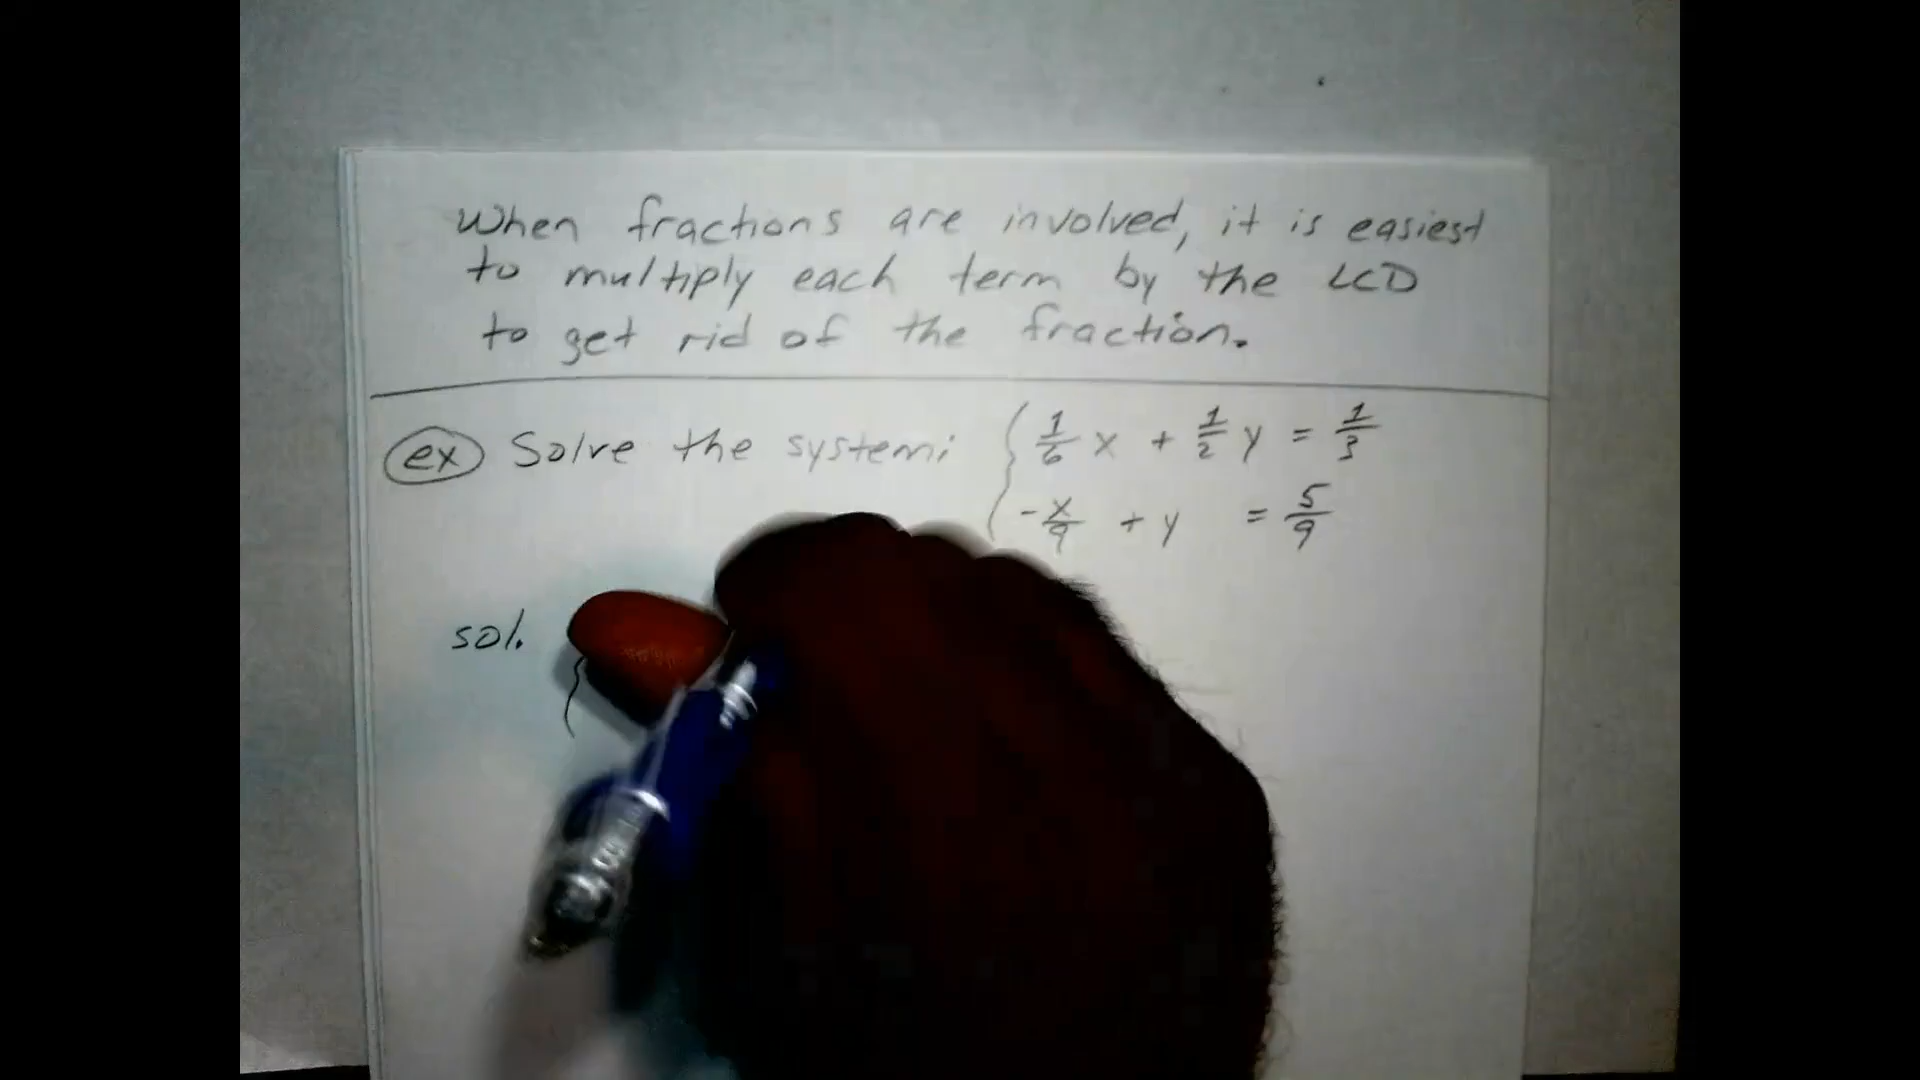 When fractions are involved, it is easiest
to multiply each term by the LCD
to get rid of the fraction.
ex Solve the system: { 1/6 x + 1/2 y = 1/3
{ -x/9 + y = 5/9
sol. {